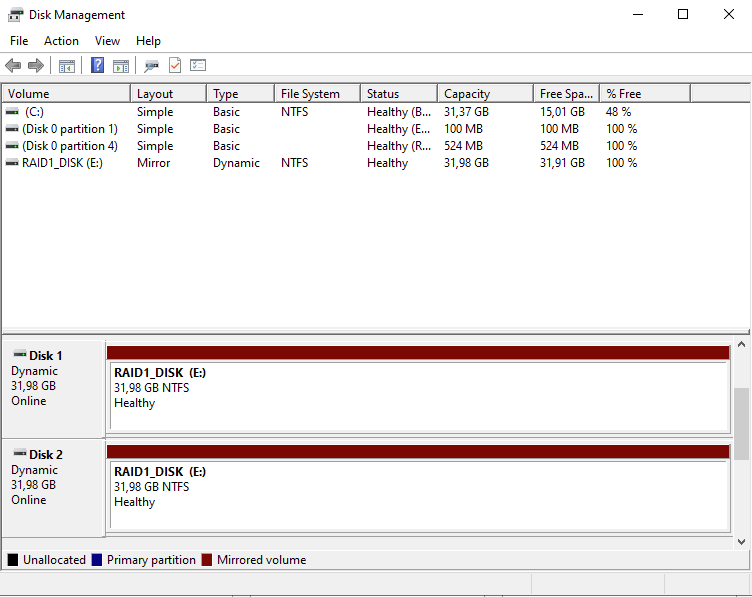 Disk Management
File Action View Help
Volume Layout Type File System Status Capacity Free Spa... % Free
(C:) Simple Basic NTFS Healthy (B... 31,37 GB 15,01 GB 48 %
(Disk 0 partition 1) Simple Basic Healthy (E... 100 MB 100 MB 100 %
(Disk 0 partition 4) Simple Basic Healthy (R... 524 MB 524 MB 100 %
RAID1_DISK (E:) Mirror Dynamic NTFS Healthy 31,98 GB 31,91 GB 100 %
Disk 1
Dynamic
31,98 GB
Online
RAID1_DISK (E:)
31,98 GB NTFS
Healthy
Disk 2
Dynamic
31,98 GB
Online
RAID1_DISK (E:)
31,98 GB NTFS
Healthy
Unallocated Primary partition Mirrored volume